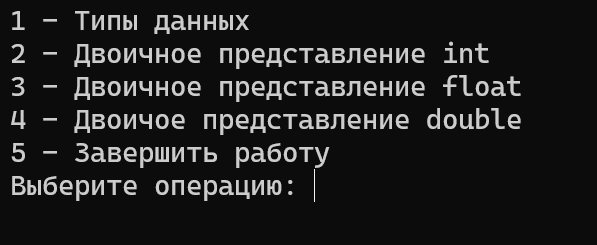 1 – Типы данных
2 – Двоичное представление int
3 – Двоичное представление float
4 – Двоичое представление double
5 – Завершить работу
Выберите операцию: